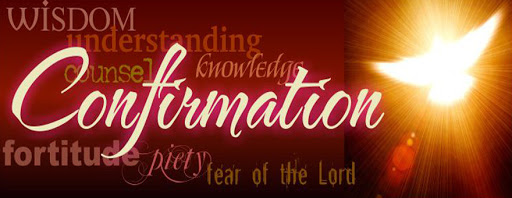 WISDOM
understanding
counsel knowledge
Confirmation
fortitude piety fear of the Lord